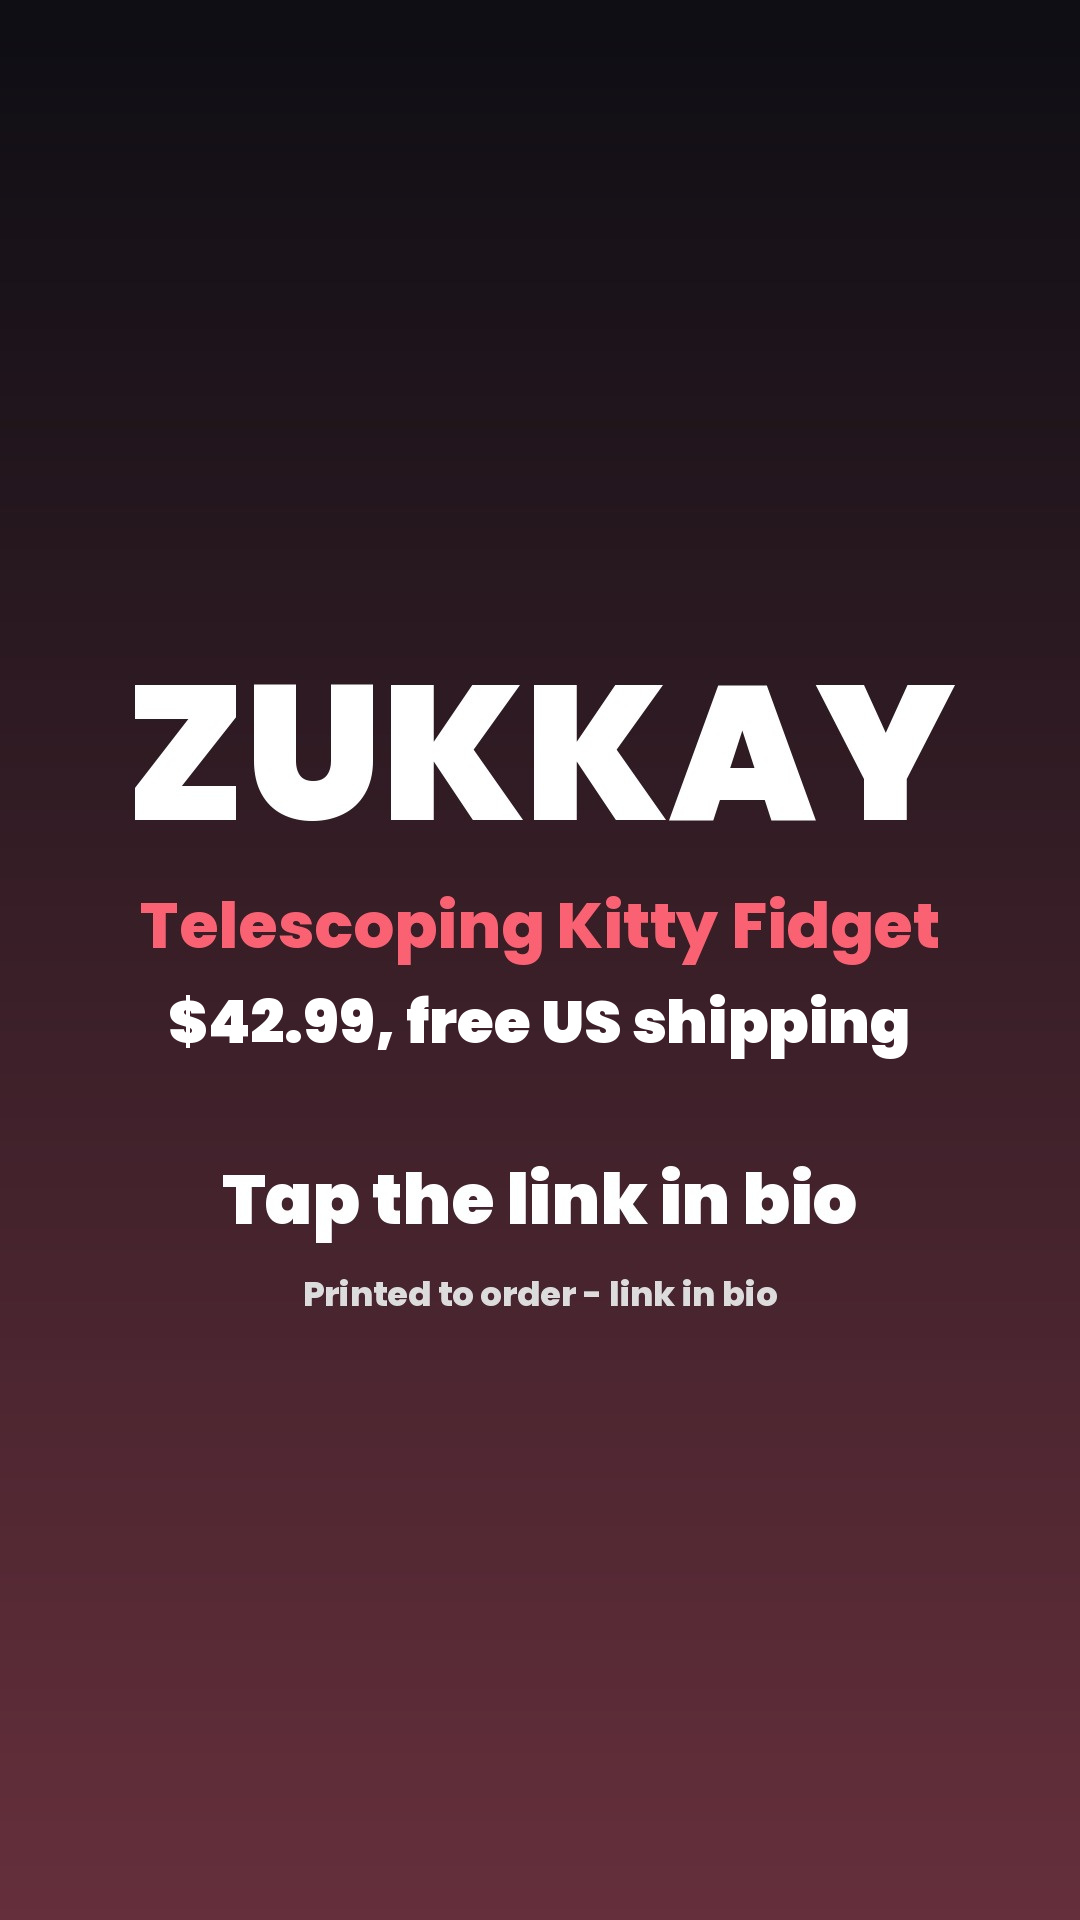 ZUKKAY
Telescoping Kitty Fidget
$42.99, free US shipping
Tap the link in bio
Printed to order - link in bio